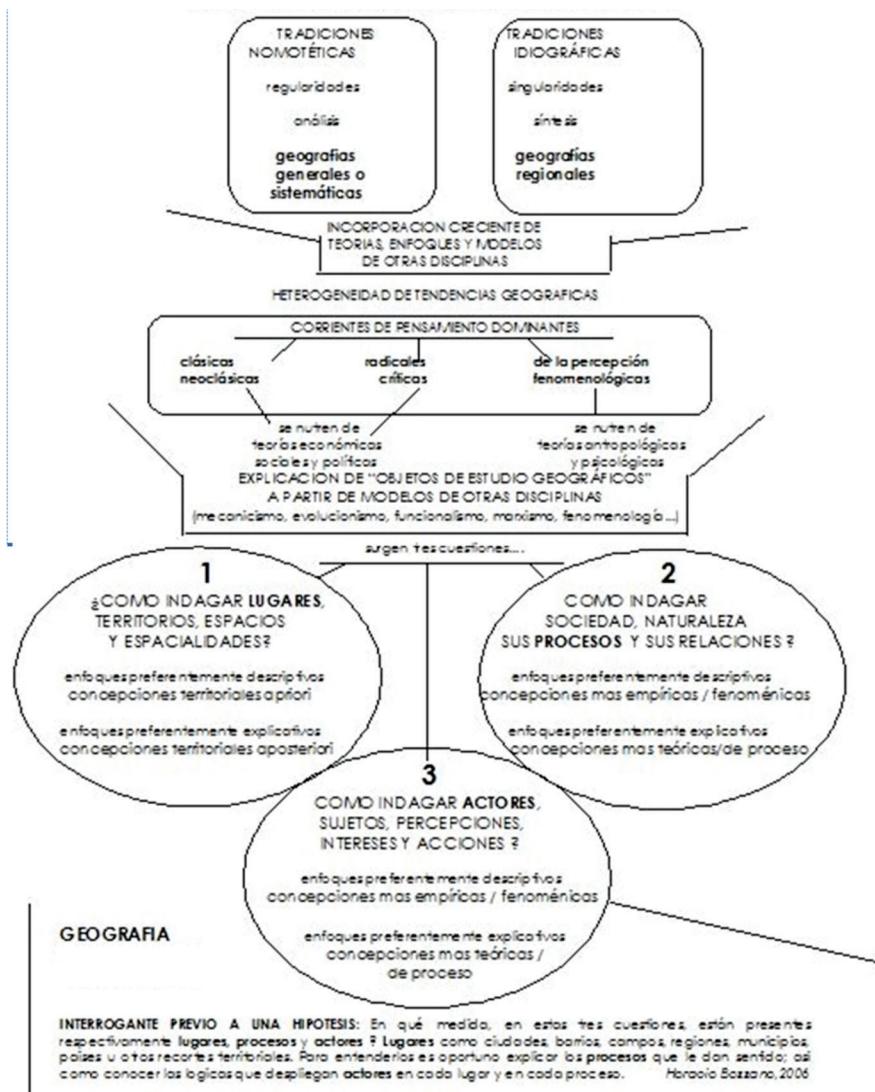 TRADICIONES
NOMOTÉTICAS
regularidades
análisis
geografías
generales o
sistemáticas
TRADICIONES
IDIOGRÁFICAS
singularidades
síntesis
geografías
regionales
INCORPORACION CRECIENTE DE
TEORIAS, ENFOQUES Y MODELOS
DE OTRAS DISCIPLINAS
HETEROGENEIDAD DE TENDENCIAS GEOGRAFICAS
CORRIENTES DE PENSAMIENTO DOMINANTES
clásicas
neoclásicas
radicales
críticas
de la percepción
fenomenológicas
se nutren de
teorías económicas
sociales y políticas
se nutren de
teorías antropológicas
y psicológicas
EXPLICACION DE "OBJETOS DE ESTUDIO GEOGRÁFICOS"
A PARTIR DE MODELOS DE OTRAS DISCIPLINAS
(mecanicismo, evolucionismo, funcionalismo, marxismo, fenomenología...)
surgen tres cuestiones....
1
¿COMO INDAGAR LUGARES,
TERRITORIOS, ESPACIOS
Y ESPACIALIDADES?
enfoques preferentemente descriptivos
concepciones territoriales a priori
enfoques preferentemente explicativos
concepciones territoriales aposteriori
2
COMO INDAGAR
SOCIEDAD, NATURALEZA
SUS PROCESOS Y SUS RELACIONES ?
enfoques preferentemente descriptivos
concepciones mas empíricas / fenoménicas
enfoques preferentemente explicativos
concepciones mas teóricas/de proceso
3
COMO INDAGAR ACTORES,
SUJETOS, PERCEPCIONES,
INTERESES Y ACCIONES ?
enfoques preferentemente descriptivos
concepciones mas empíricas / fenoménicas
enfoques preferentemente explicativos
concepciones mas teóricas /
de proceso
GEOGRAFIA
INTERROGANTE PREVIO A UNA HIPOTESIS: En qué medida, en estas tres cuestiones, están presentes
respectivamente lugares, procesos y actores ? Lugares como ciudades, barrios, campos, regiones, municipios,
países u otros recortes territoriales. Para entenderlos es oportuno explicar los procesos que le dan sentido; así
como conocer las logicas que despliegan actores en cada lugar y en cada proceso. Horacio Bozzano, 2006